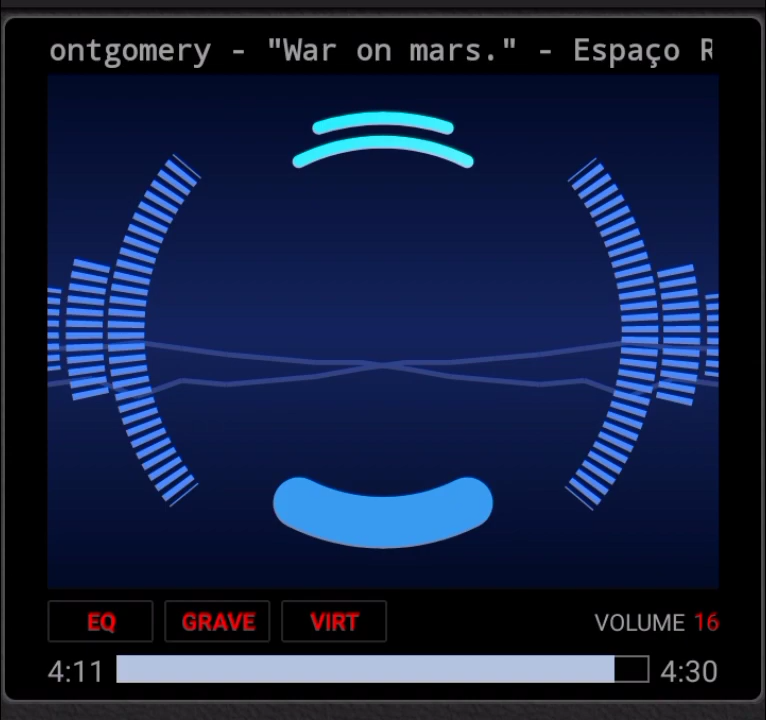 ontgomery - "War on mars." - Espaço R
EQ GRAVE VIRT VOLUME 16
4:11 4:30